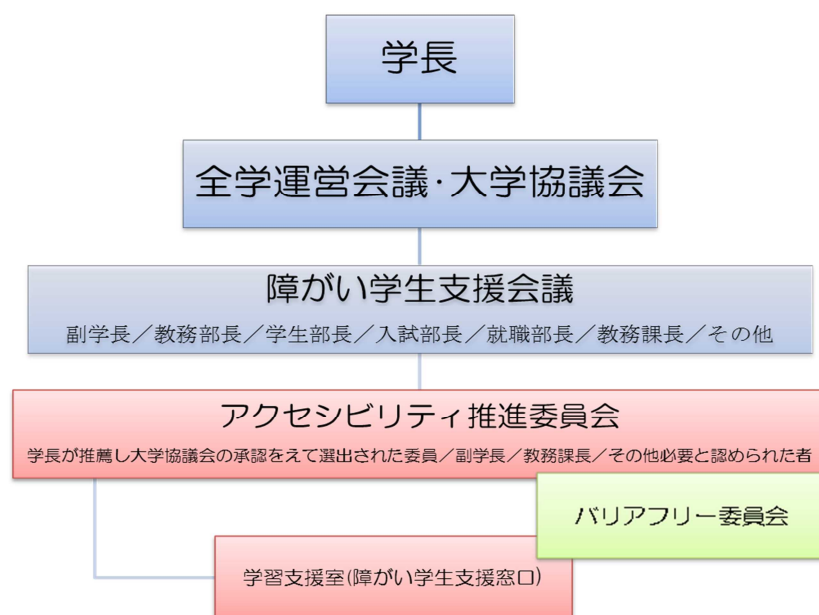 学長
全学運営会議・大学協議会
障がい学生支援会議
副学長／教務部長／学生部長／入試部長／就職部長／教務課長／その他
アクセシビリティ推進委員会
学長が推薦し大学協議会の承認をえて選出された委員／副学長／教務課長／その他必要と認められた者
バリアフリー委員会
学習支援室(障がい学生支援窓口)